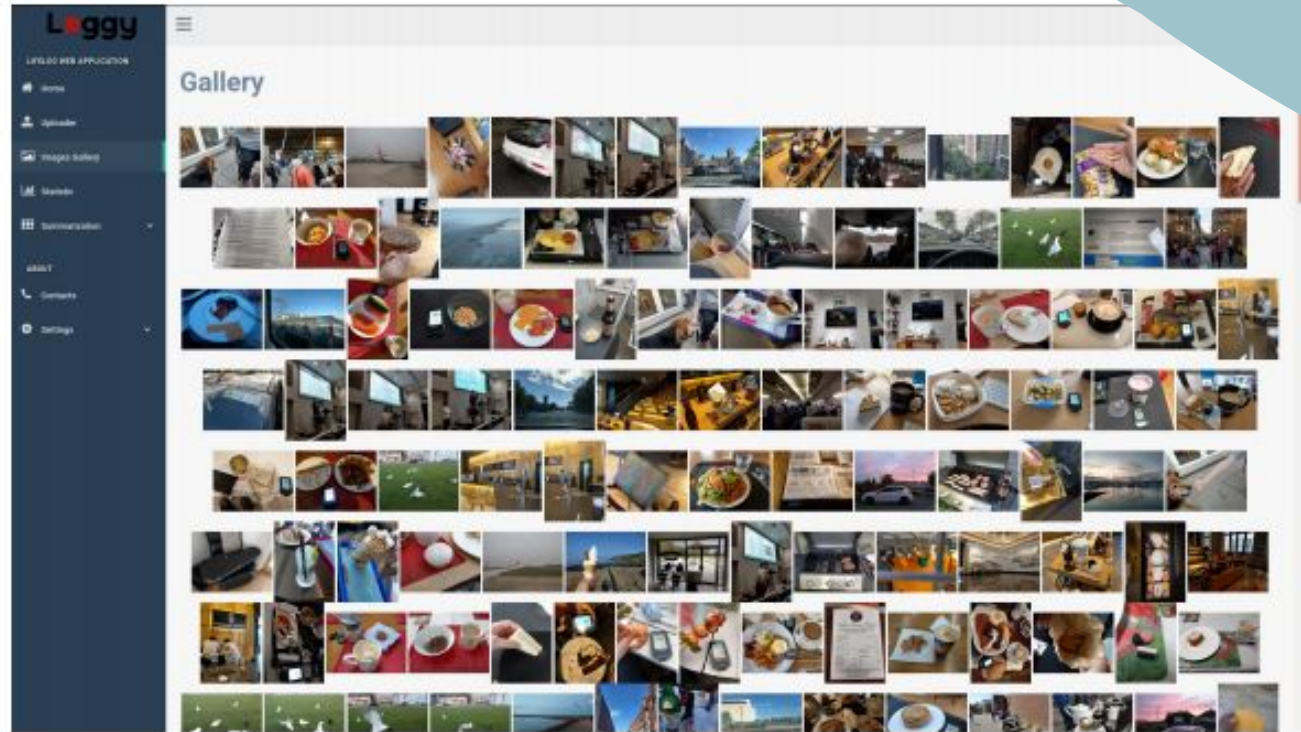 Loggy
LIFELOG WEB APPLICATION
Home
Uploader
Images Gallery
Statistic
Summarization
ABOUT
Contacts
Settings
Gallery